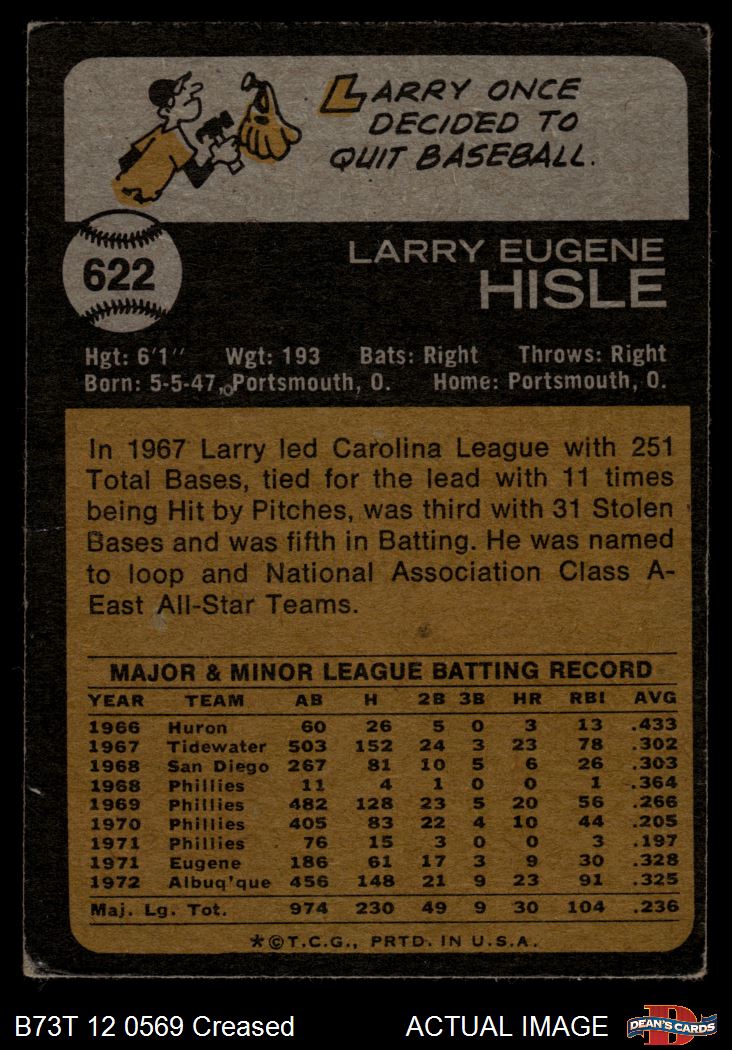 LARRY ONCE
DECIDED TO
QUIT BASEBALL.
622
LARRY EUGENE
HISLE
Hgt: 6'1" Wgt: 193 Bats: Right Throws: Right
Born: 5-5-47, Portsmouth, O. Home: Portsmouth, O.
In 1967 Larry led Carolina League with 251
Total Bases, tied for the lead with 11 times
being Hit by Pitches, was third with 31 Stolen
Bases and was fifth in Batting. He was named
to loop and National Association Class A-
East All-Star Teams.
MAJOR & MINOR LEAGUE BATTING RECORD
YEAR TEAM AB H 2B 3B HR RBI AVG
1966 Huron 60 26 5 0 3 13 .433
1967 Tidewater 503 152 24 3 23 78 .302
1968 San Diego 267 81 10 5 6 26 .303
1968 Phillies 11 4 1 0 0 1 .364
1969 Phillies 482 128 23 5 20 56 .266
1970 Phillies 405 83 22 4 10 44 .205
1971 Phillies 76 15 3 0 0 3 .197
1971 Eugene 186 61 17 3 9 30 .328
1972 Albuq'que 456 148 21 9 23 91 .325
Maj. Lg. Tot. 974 230 49 9 30 104 .236
*©T.C.G., PRTD. IN U.S.A.
B73T 12 0569 Creased ACTUAL IMAGE DEAN'S CARDS